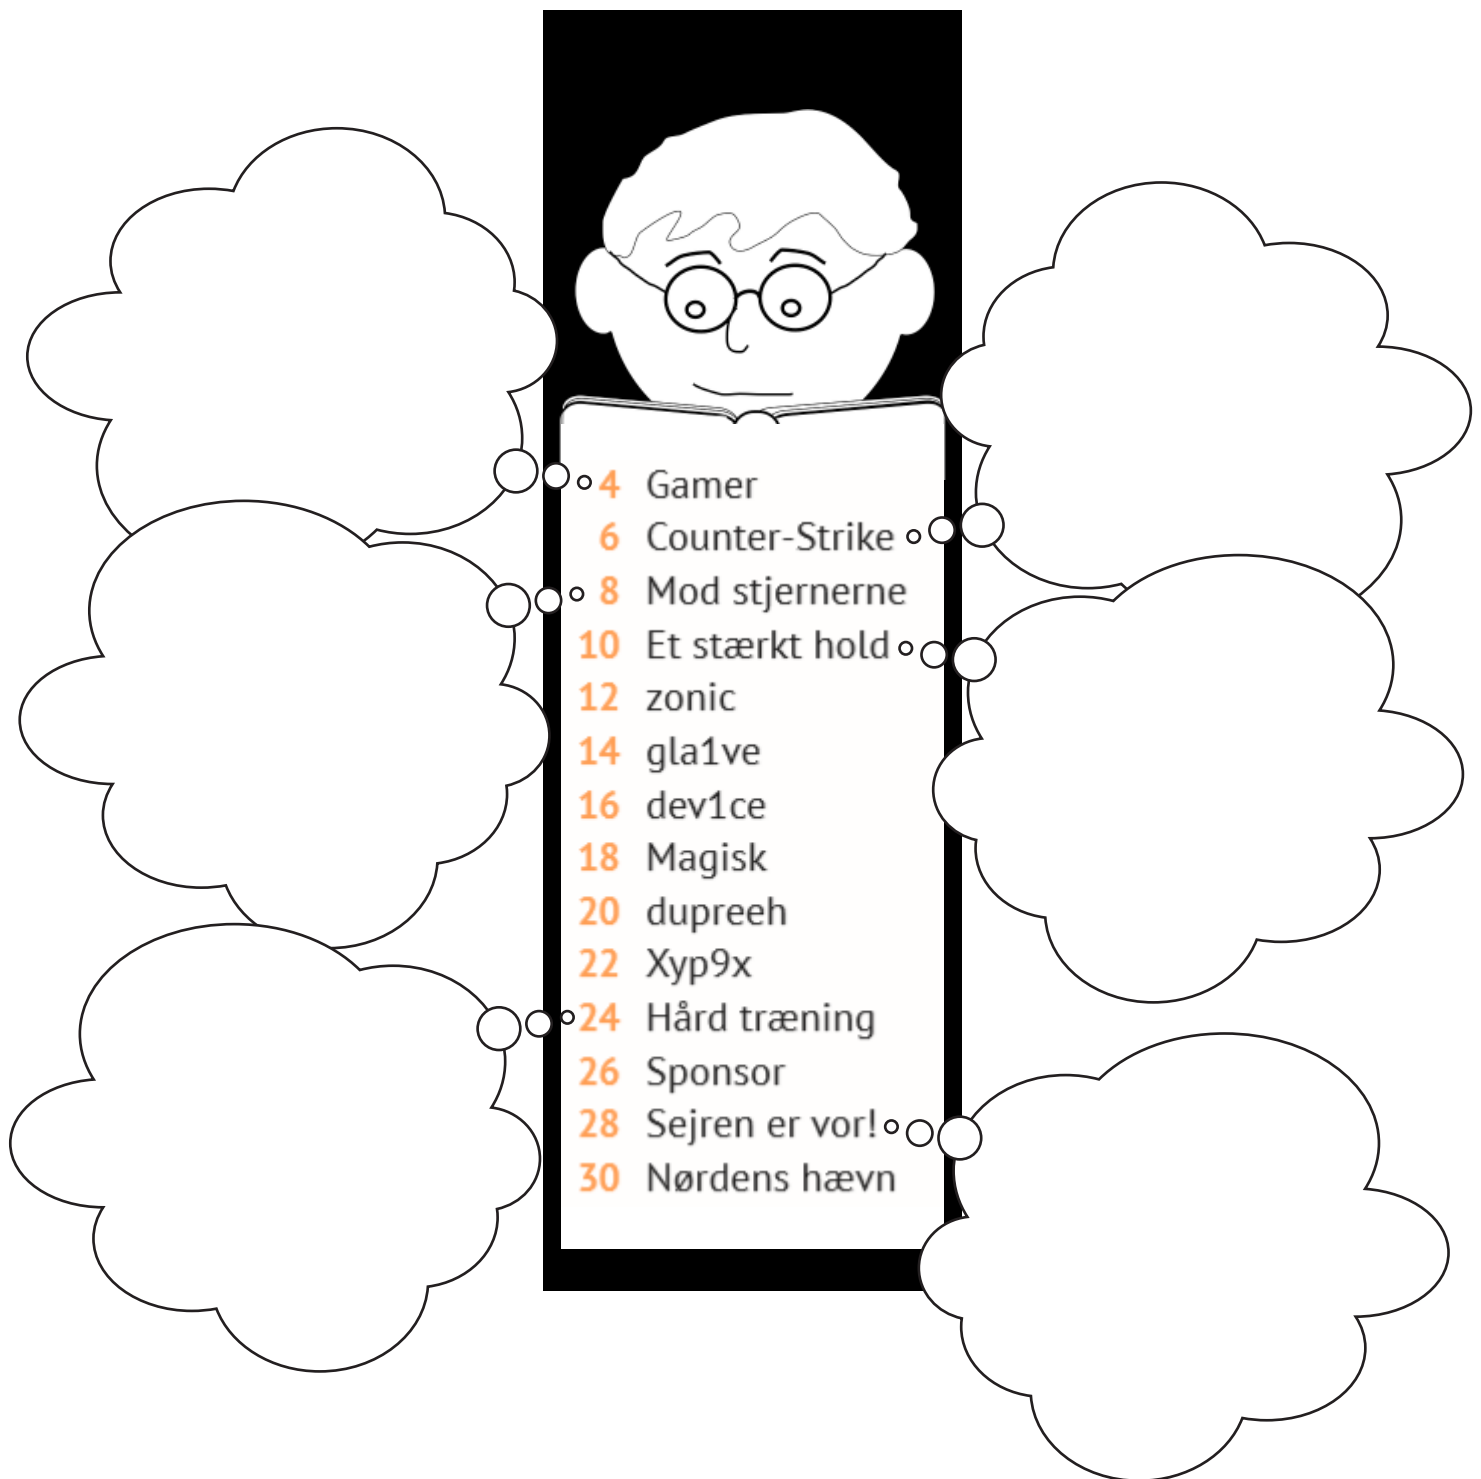 4 Gamer
6 Counter-Strike
8 Mod stjernerne
10 Et stærkt hold
12 zonic
14 gla1ve
16 dev1ce
18 Magisk
20 dupreeh
22 Xyp9x
24 Hård træning
26 Sponsor
28 Sejren er vor!
30 Nørdens hævn